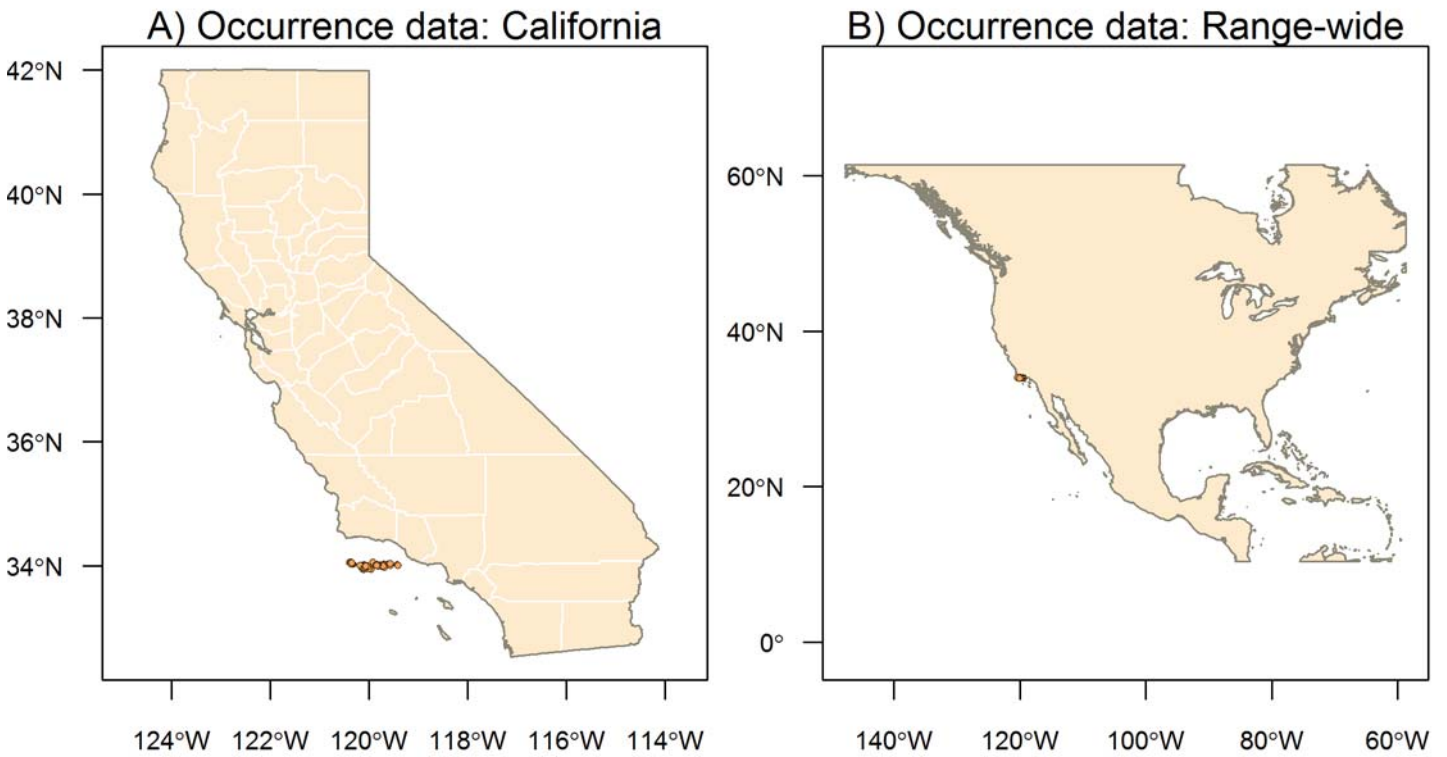 A) Occurrence data: California
42°N
40°N
38°N
36°N
34°N
124°W 122°W 120°W 118°W 116°W 114°W
B) Occurrence data: Range-wide
60°N
40°N
20°N
0°
140°W 120°W 100°W 80°W 60°W